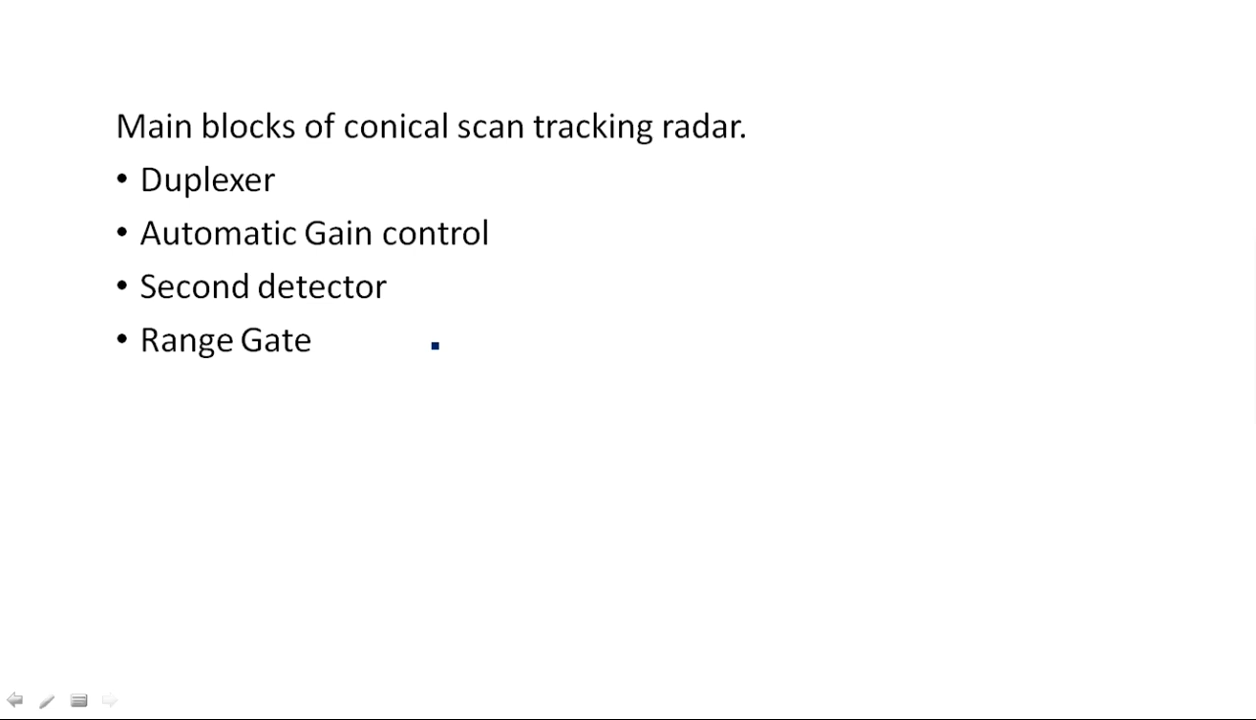 Main blocks of conical scan tracking radar.
• Duplexer
• Automatic Gain control
• Second detector
• Range Gate